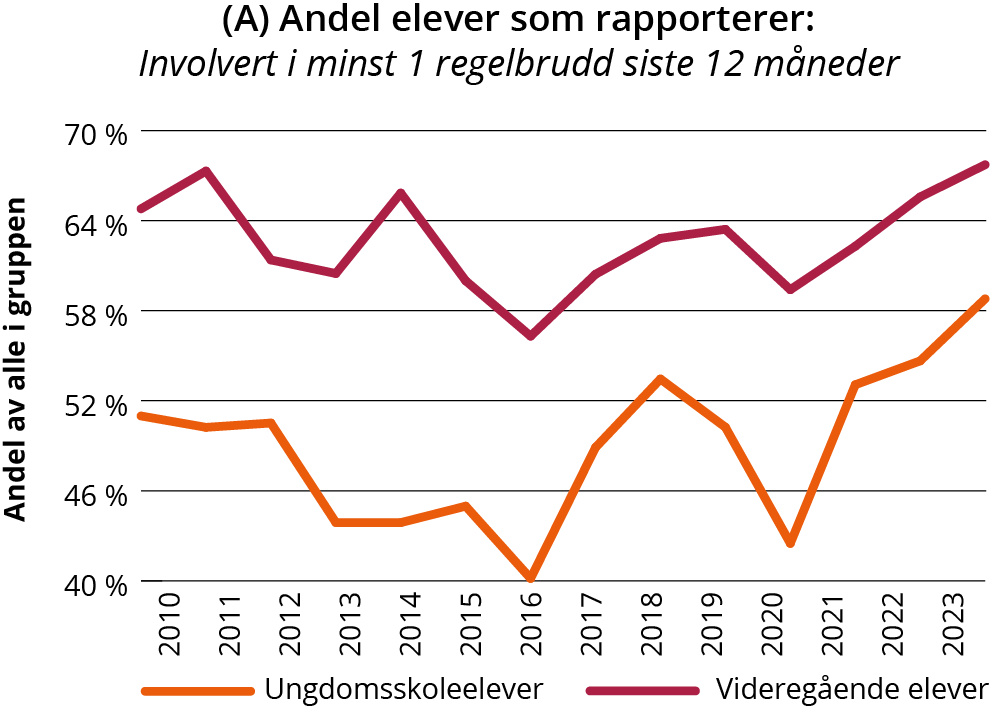 (A) Andel elever som rapporterer:
Involvert i minst 1 regelbrudd siste 12 måneder
Andel av alle i gruppen
70 %
64 %
58 %
52 %
46 %
40 %
2010 2011 2012 2013 2014 2015 2016 2017 2018 2019 2020 2021 2022 2023
Ungdomsskoleelever Videregående elever